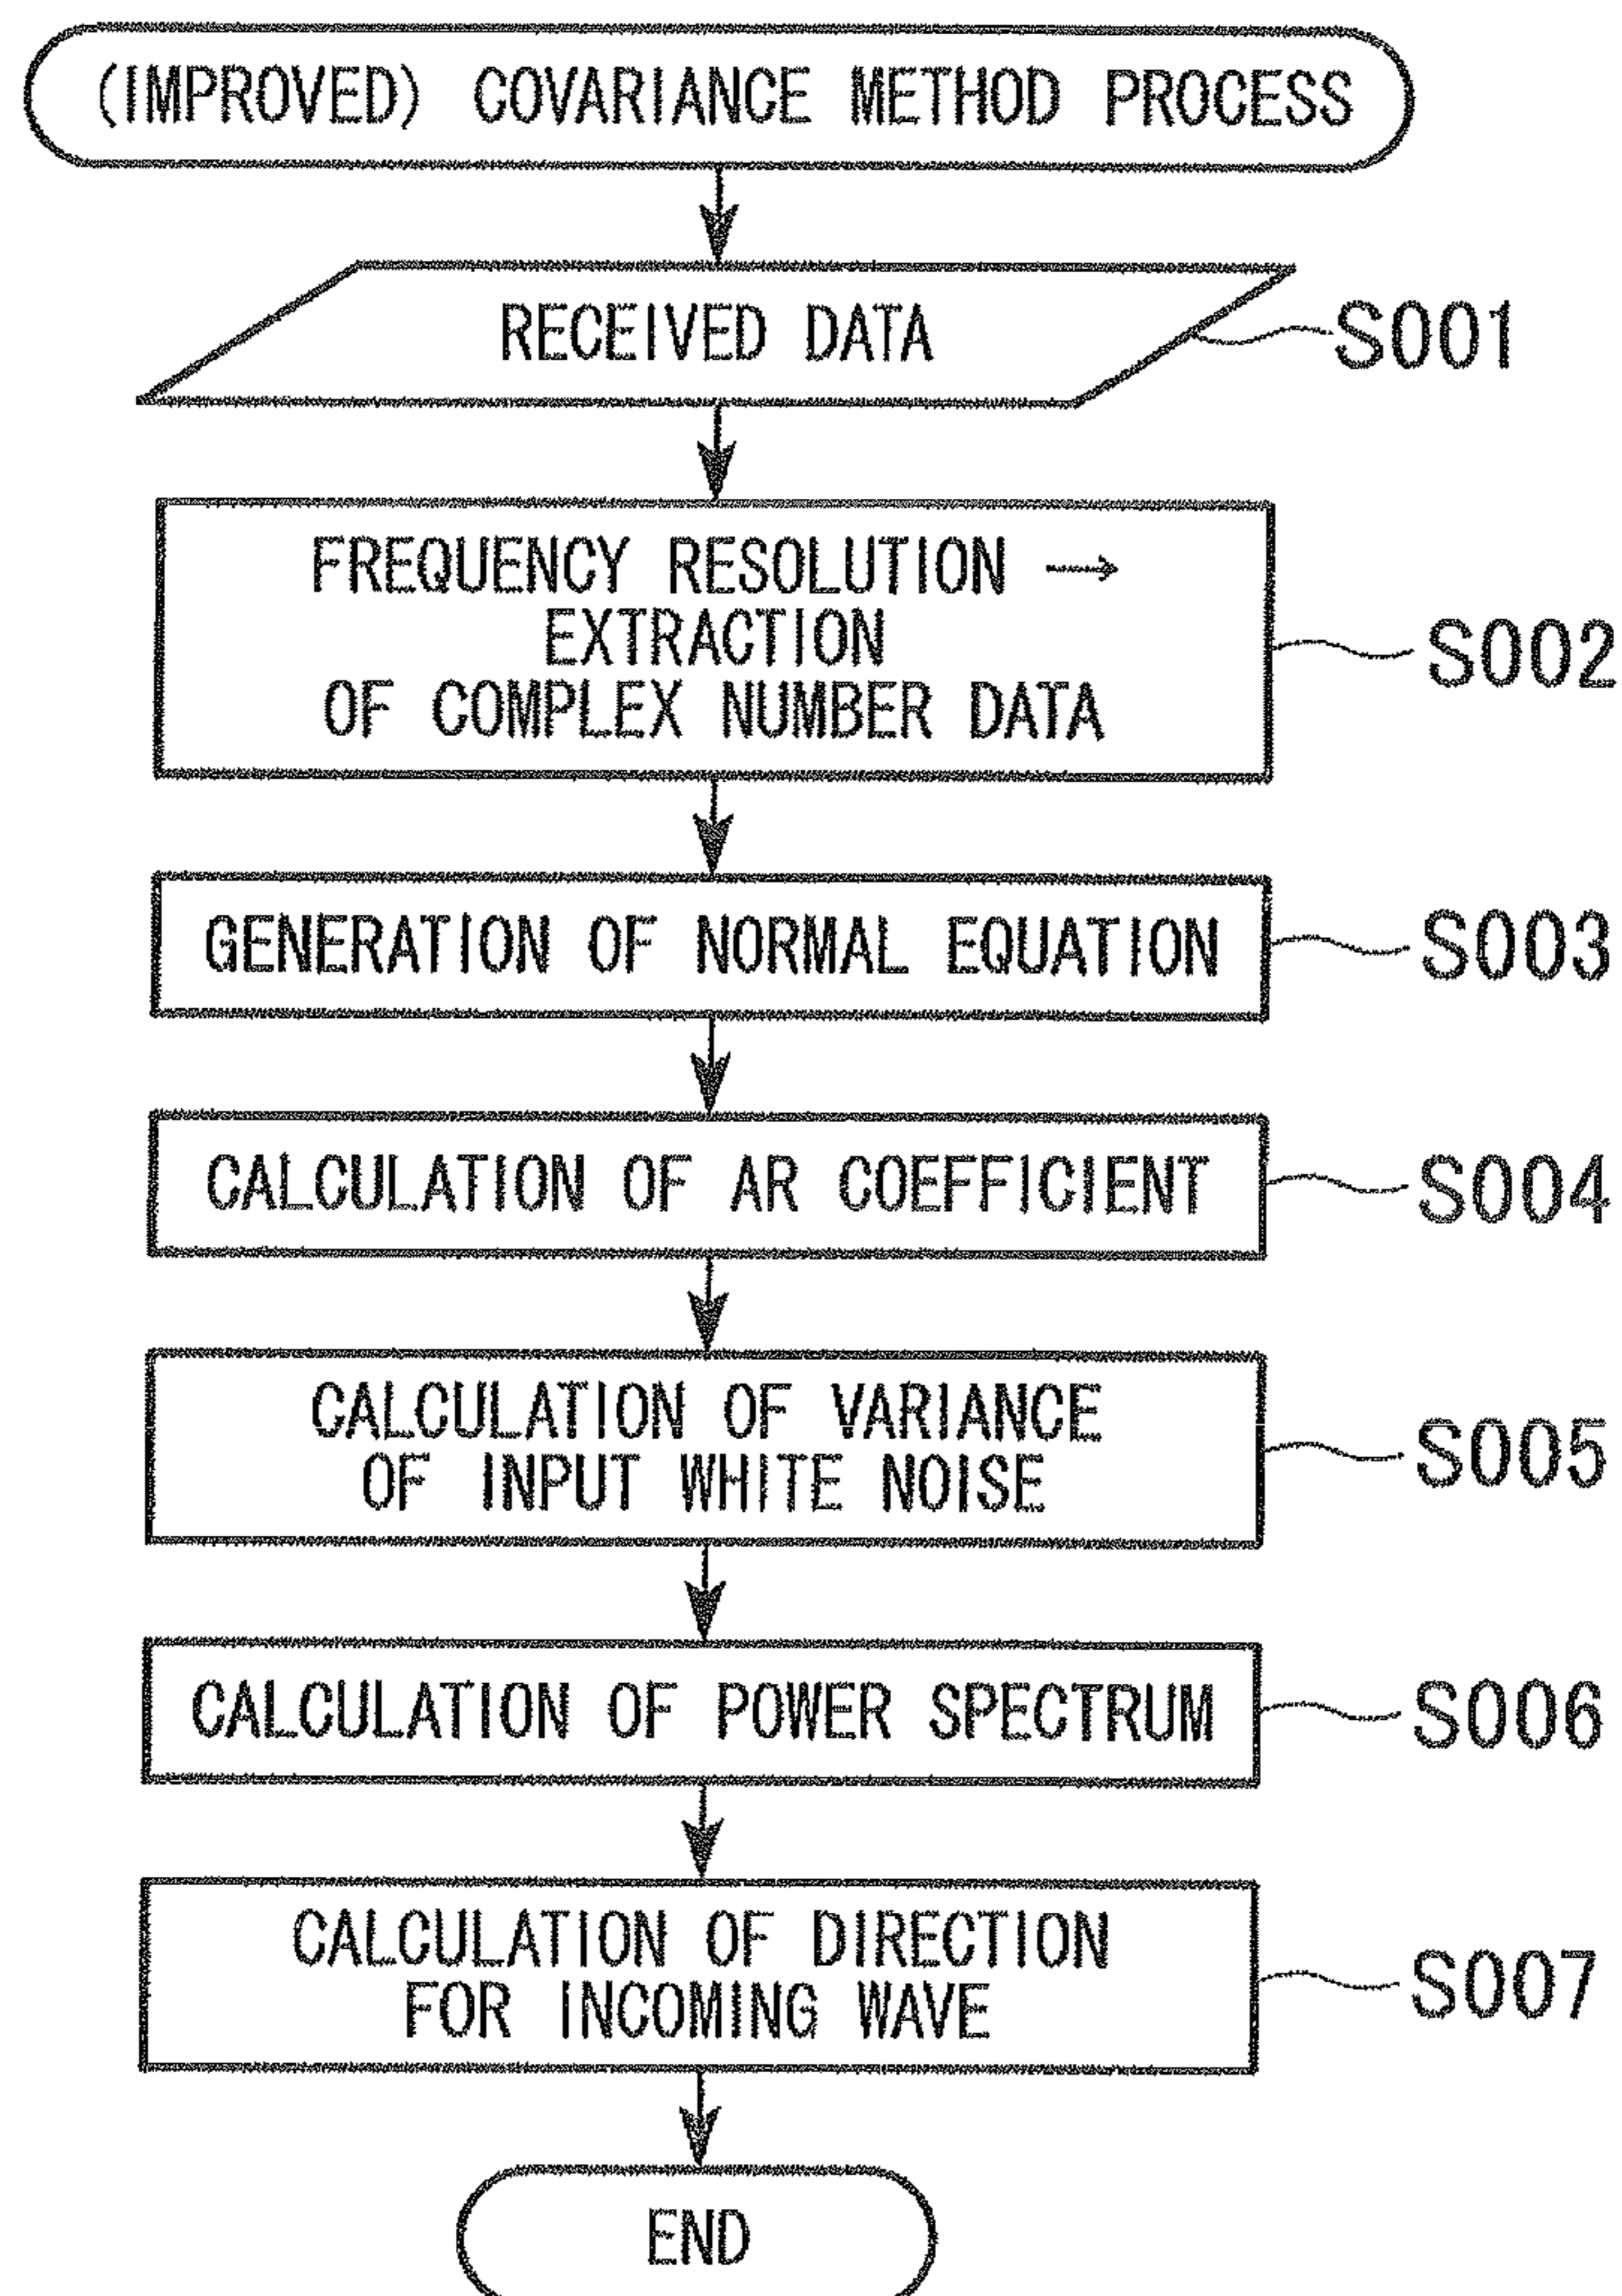 (IMPROVED) COVARIANCE METHOD PROCESS
RECEIVED DATA
S001
FREQUENCY RESOLUTION →
EXTRACTION
OF COMPLEX NUMBER DATA
S002
GENERATION OF NORMAL EQUATION
S003
CALCULATION OF AR COEFFICIENT
S004
CALCULATION OF VARIANCE
OF INPUT WHITE NOISE
S005
CALCULATION OF POWER SPECTRUM
S006
CALCULATION OF DIRECTION
FOR INCOMING WAVE
S007
END